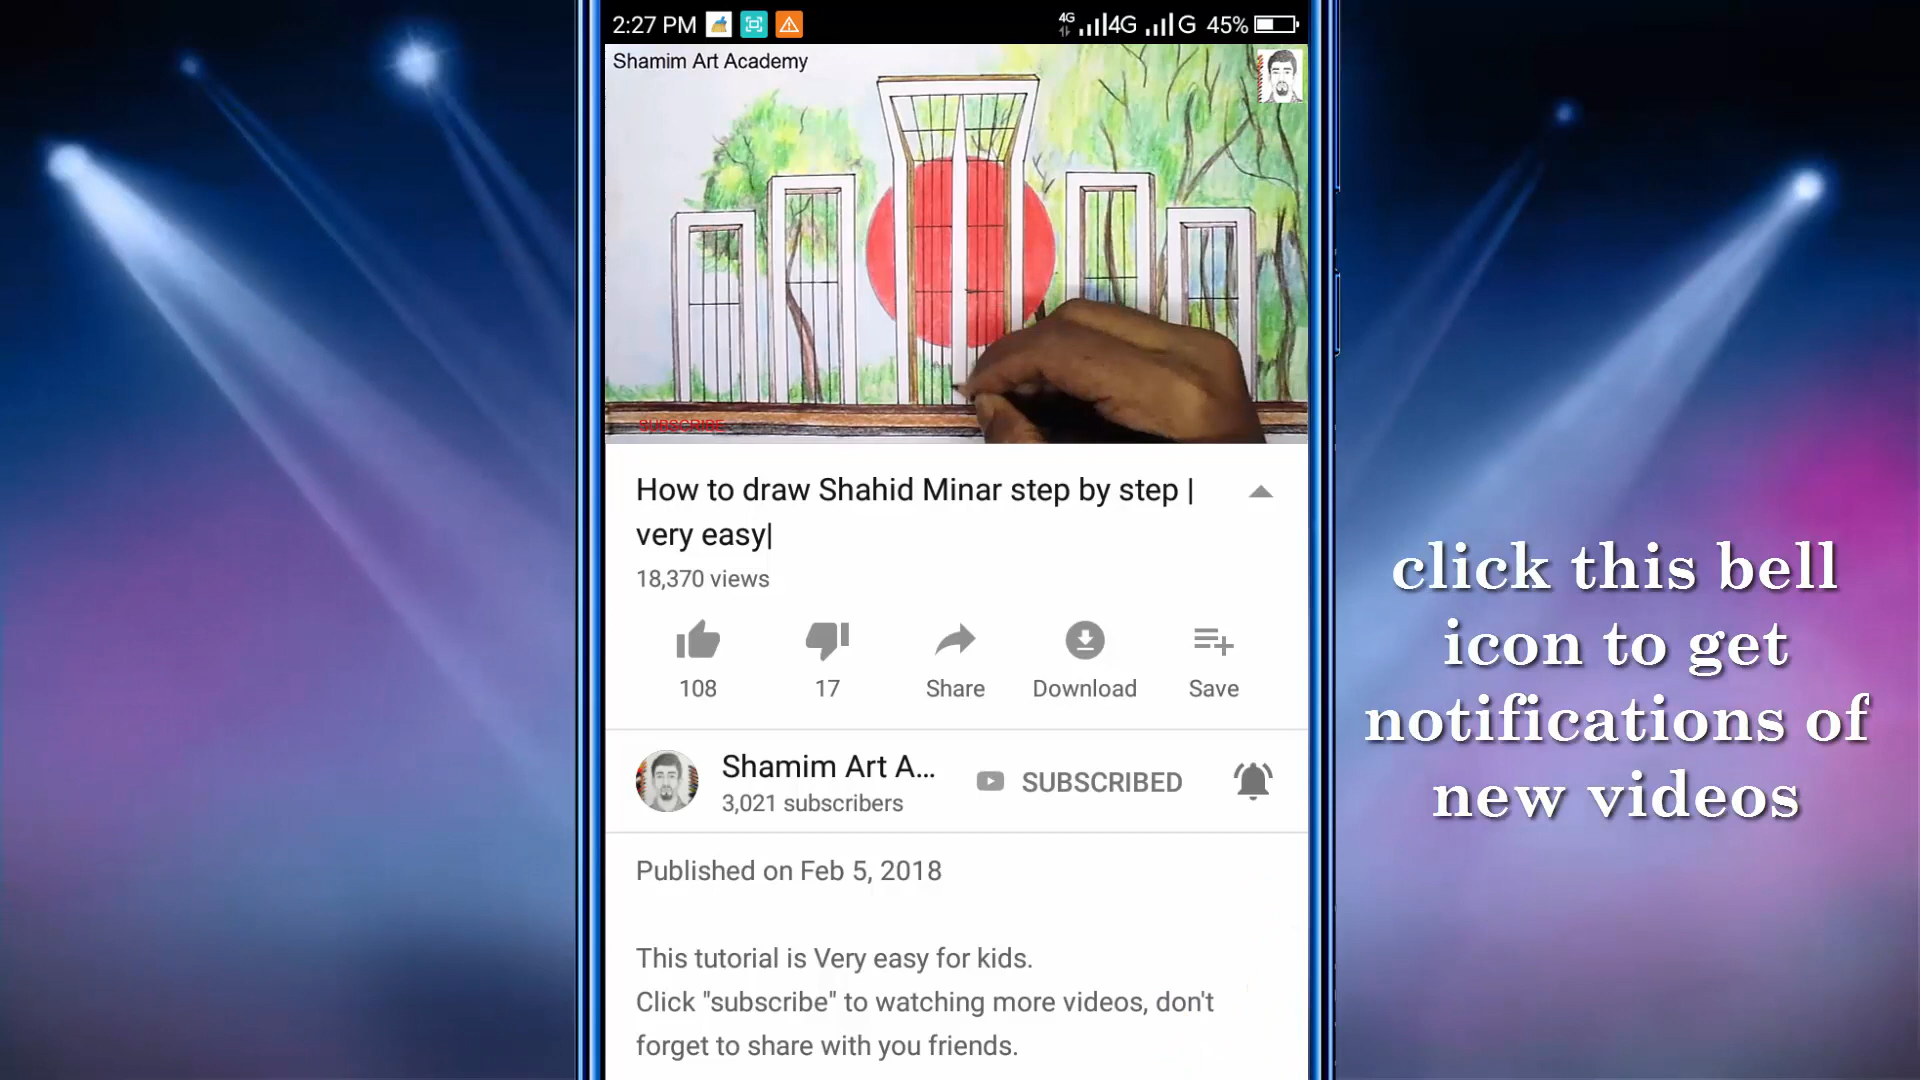 2:27 PM 4G 4G G 45%
Shamim Art Academy
SUBSCRIBE
How to draw Shahid Minar step by step |
very easy|
18,370 views
108 17 Share Download Save
Shamim Art A... SUBSCRIBED
3,021 subscribers
Published on Feb 5, 2018
This tutorial is Very easy for kids.
Click "subscribe" to watching more videos, don't
forget to share with you friends.
click this bell
icon to get
notifications of
new videos